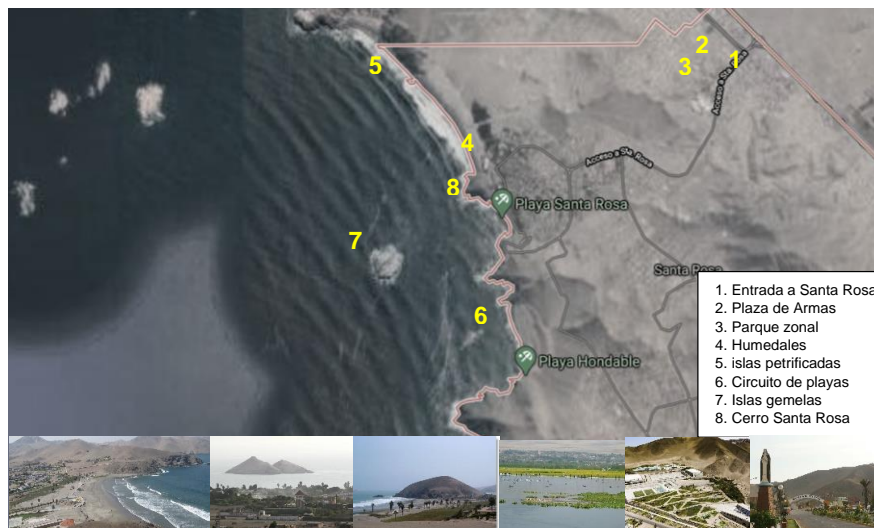 2
1
3
5
Acceso a Sta. Rosa
4
Acceso a Sta. Rosa
8
Playa Santa Rosa
7
Santa Rosa
6
Playa Hondable
1. Entrada a Santa Rosa
2. Plaza de Armas
3. Parque zonal
4. Humedales
5. islas petrificadas
6. Circuito de playas
7. Islas gemelas
8. Cerro Santa Rosa